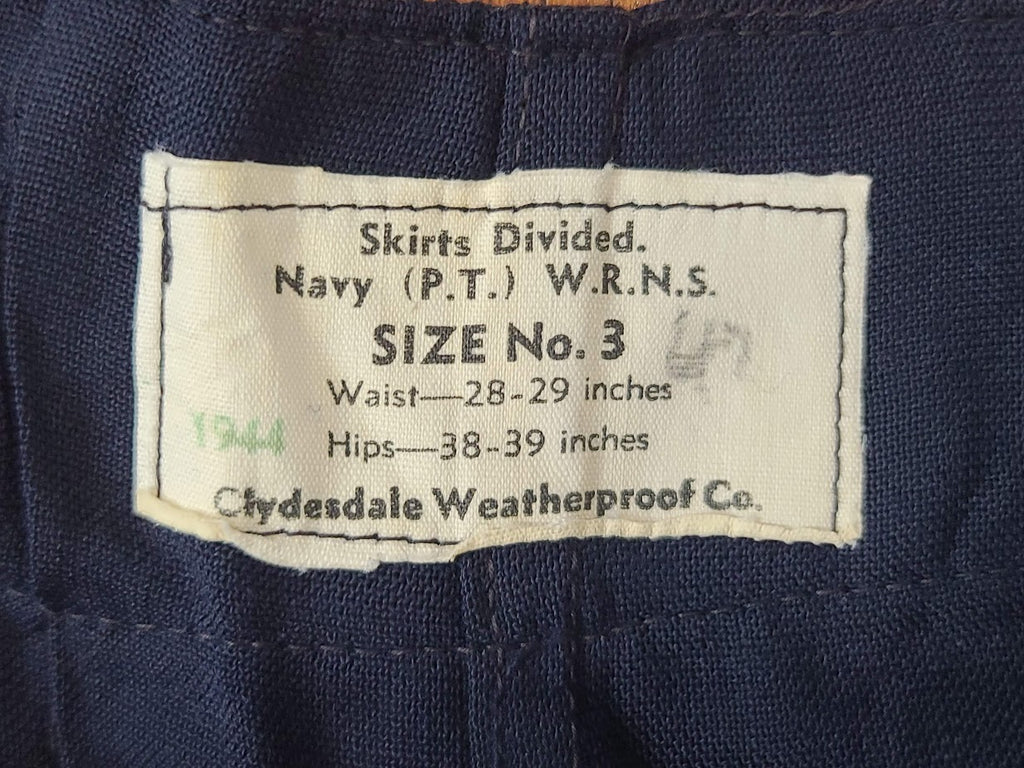 Skirts Divided.
Navy (P.T.) W.R.N.S.
SIZE No. 3
Waist—28-29 inches
1944 Hips—38-39 inches
Clydesdale Weatherproof Co.